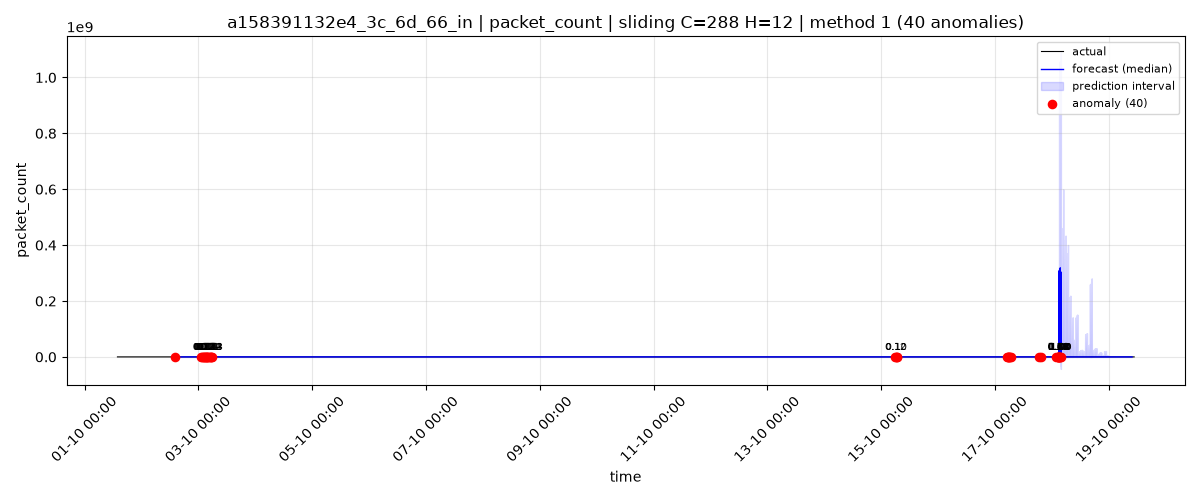 a158391132e4_3c_6d_66_in | packet_count | sliding C=288 H=12 | method 1 (40 anomalies)
1e9
actual
forecast (median)
prediction interval
anomaly (40)
1.0
0.8
0.6
0.4
0.2
0.0
packet_count
01-10 00:00
03-10 00:00
05-10 00:00
07-10 00:00
09-10 00:00
11-10 00:00
13-10 00:00
15-10 00:00
17-10 00:00
19-10 00:00
time